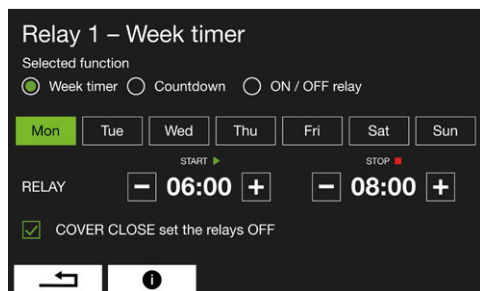 Relay 1 – Week timer
Selected function
Week timer Countdown ON / OFF relay
Mon Tue Wed Thu Fri Sat Sun
START STOP
RELAY − 06:00 + − 08:00 +
COVER CLOSE set the relays OFF
i